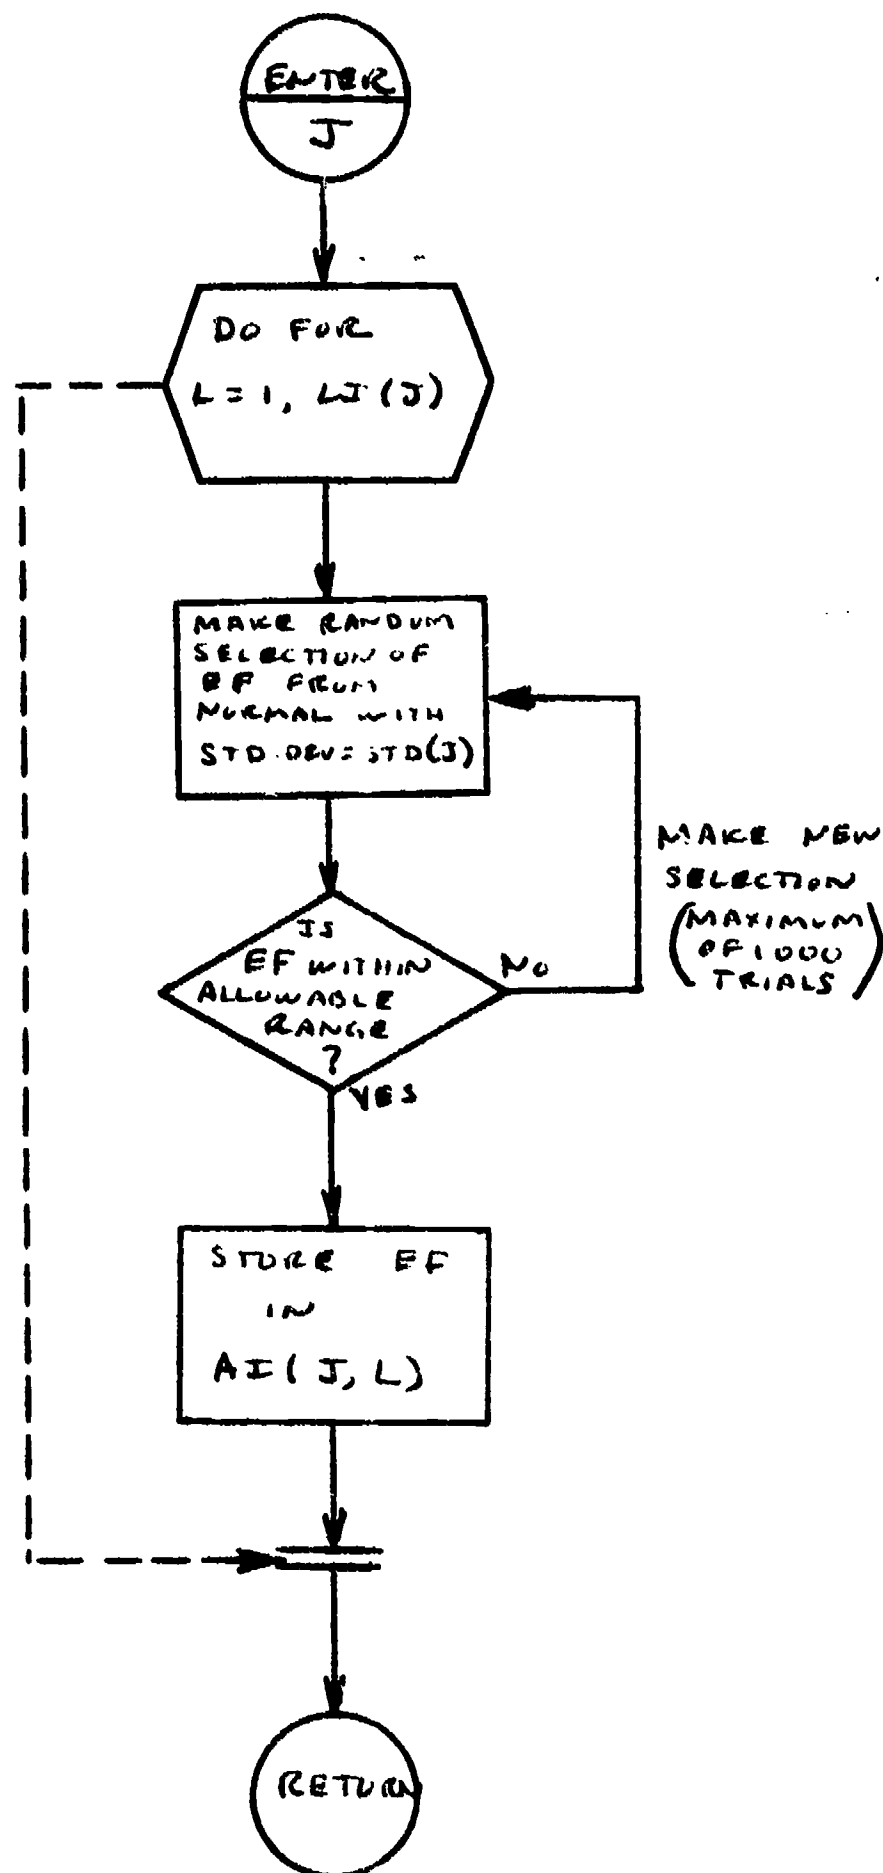 ENTER
J
DO FOR
L = 1, LI (J)
MAKE RANDOM
SELECTION OF
EF FROM
NORMAL WITH
STD.DEV = STD(J)
IS
EF WITHIN
ALLOWABLE
RANGE
?
NO
YES
MAKE NEW
SELECTION
(MAXIMUM
OF 1000
TRIALS)
STORE EF
IN
AI ( J, L )
RETURN